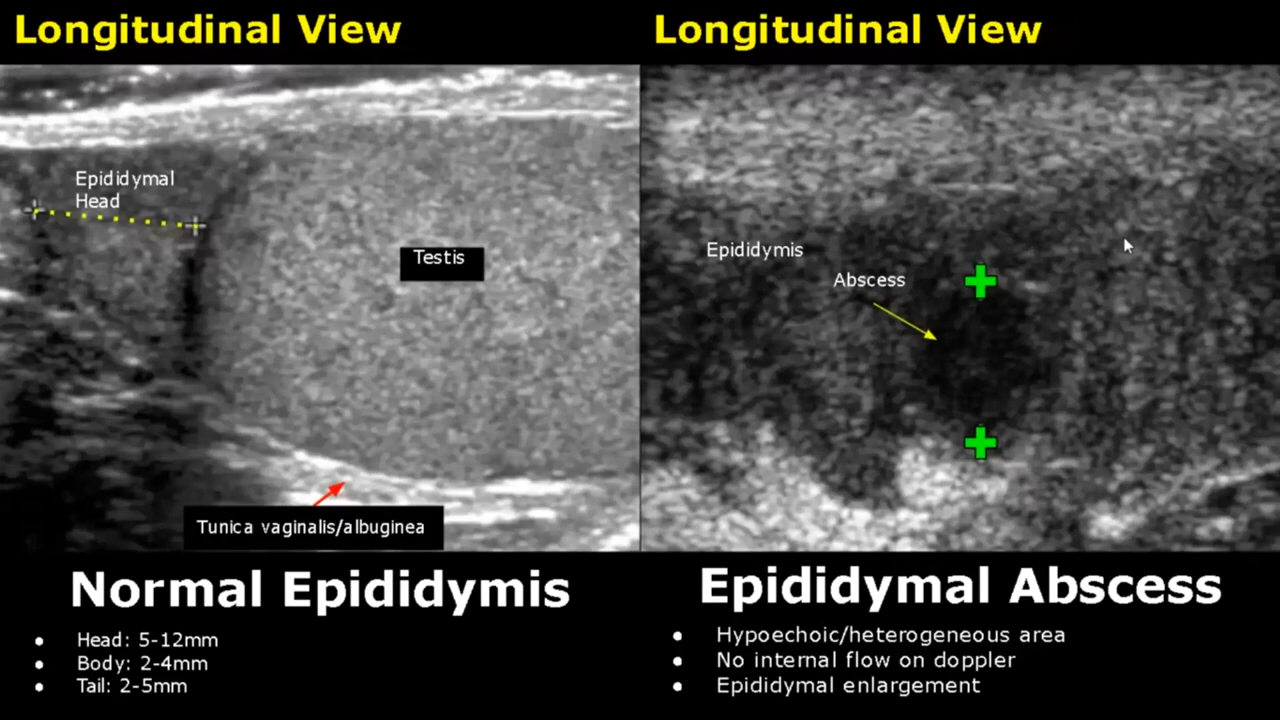 Longitudinal View
Epididymal
Head
Testis
Tunica vaginalis/albuginea
Normal Epididymis
• Head: 5-12mm
• Body: 2-4mm
• Tail: 2-5mm
Longitudinal View
Epididymis
Abscess
Epididymal Abscess
• Hypoechoic/heterogeneous area
• No internal flow on doppler
• Epididymal enlargement